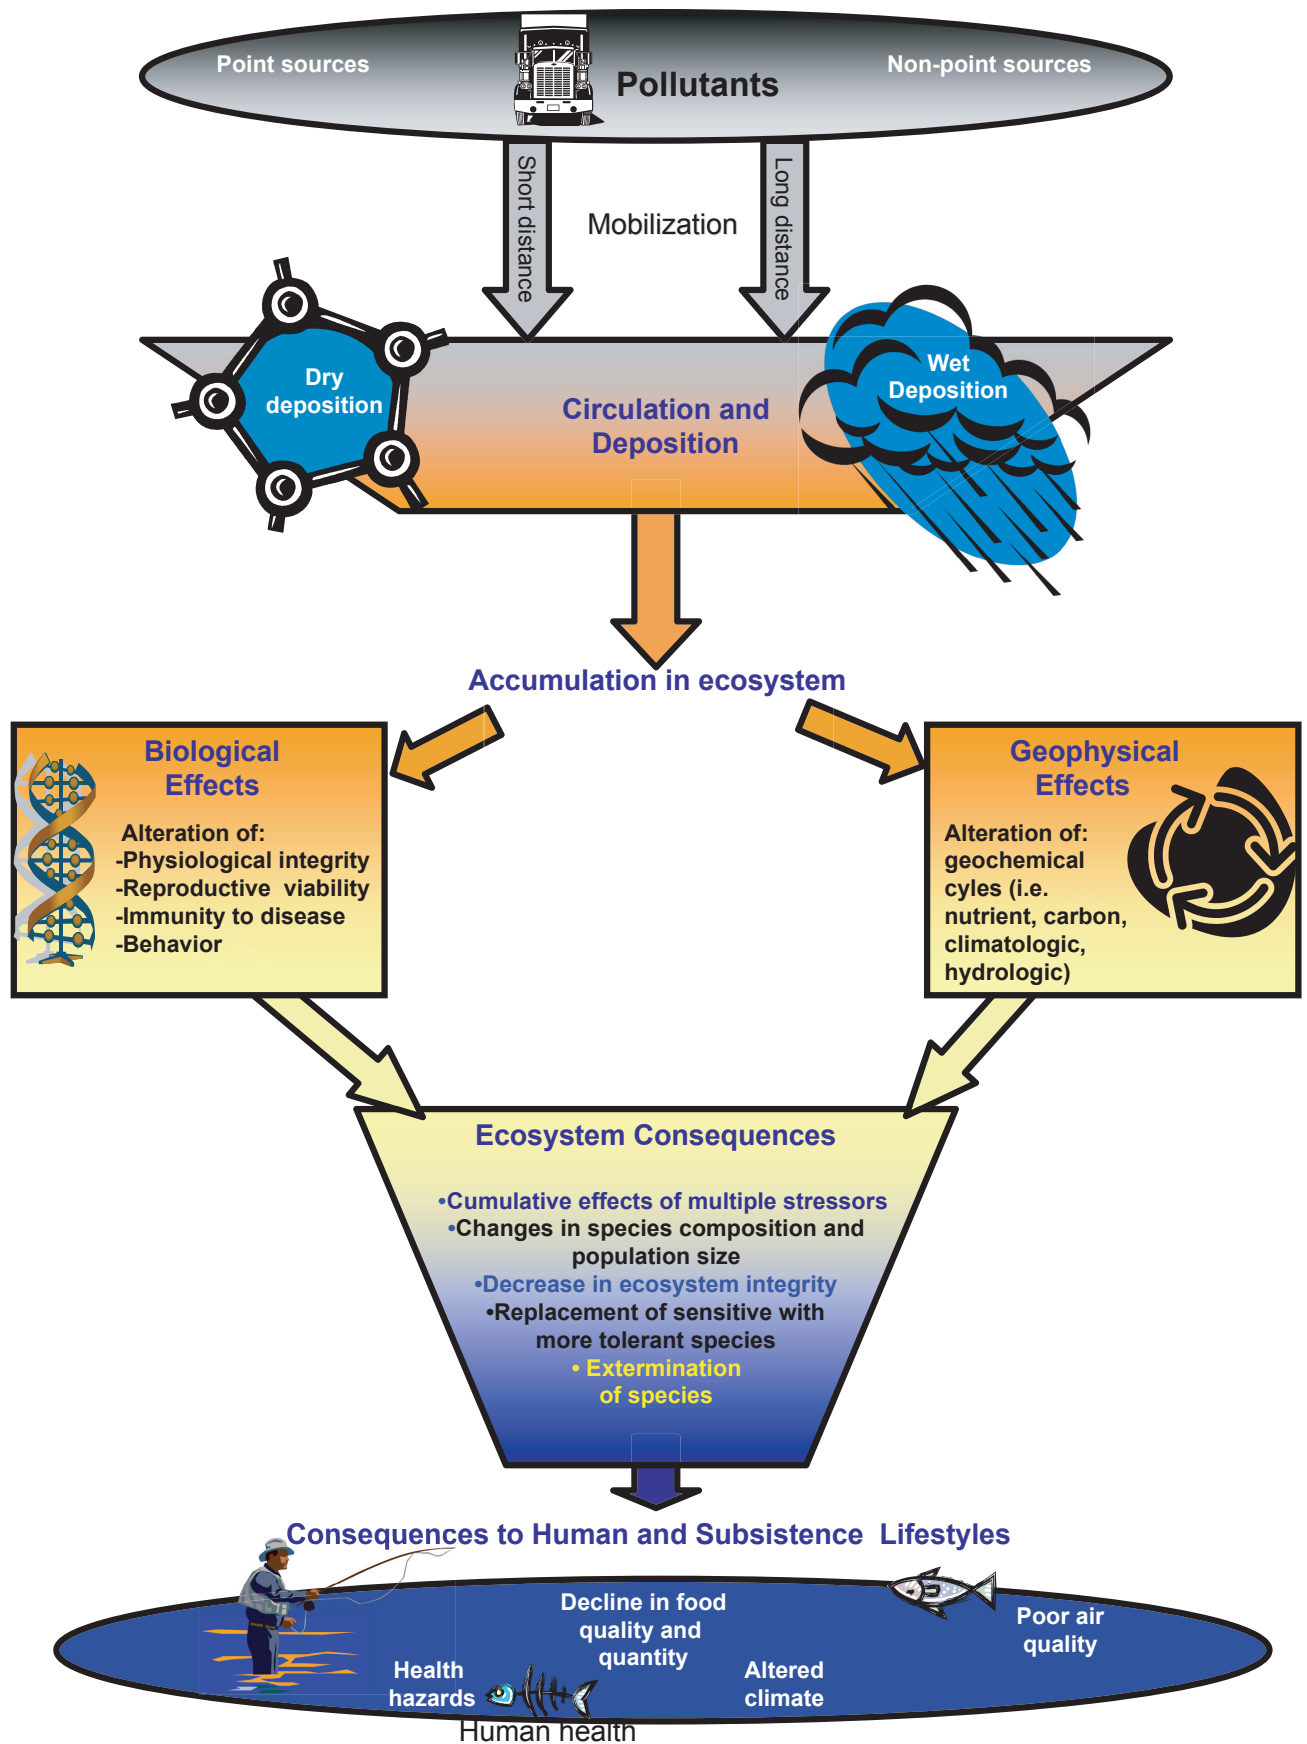 Point sources
Pollutants
Non-point sources
Short distance
Mobilization
Long distance
Dry
deposition
Circulation and
Deposition
Wet
Deposition
Accumulation in ecosystem
Biological
Effects
Alteration of:
-Physiological integrity
-Reproductive  viability
-Immunity to disease
-Behavior
Geophysical
Effects
Alteration of:
geochemical
cyles (i.e.
nutrient, carbon,
climatologic,
hydrologic)
Ecosystem Consequences
•Cumulative effects of multiple stressors
•Changes in species composition and
population size
•Decrease in ecosystem integrity
•Replacement of sensitive with
more tolerant species
• Extermination
of species
Consequences to Human and Subsistence  Lifestyles
Decline in food
quality and
quantity
Poor air
quality
Health
hazards
Altered
climate
Human health